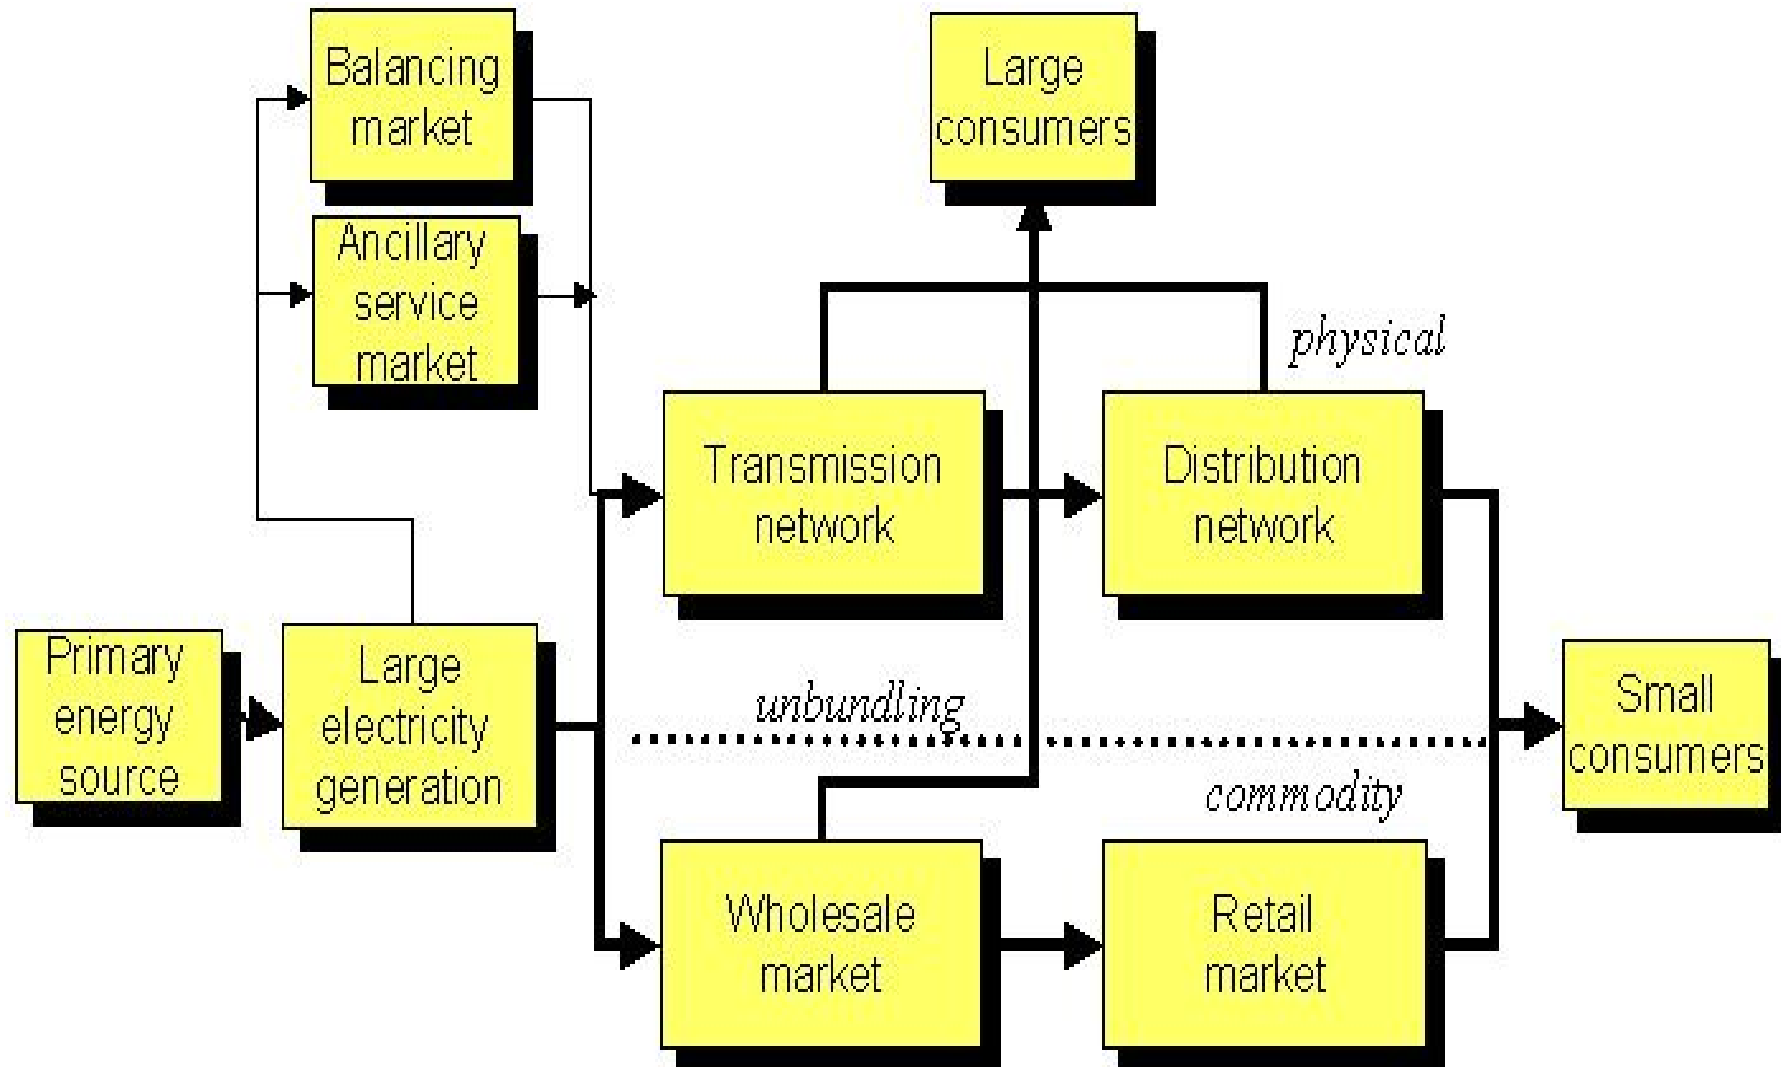 Balancing
market
Large
consumers
Ancillary
service
market
physical
Transmission
network
Distribution
network
Primary
energy
source
Large
electricity
generation
unbundling
Small
consumers
commodity
Wholesale
market
Retail
market